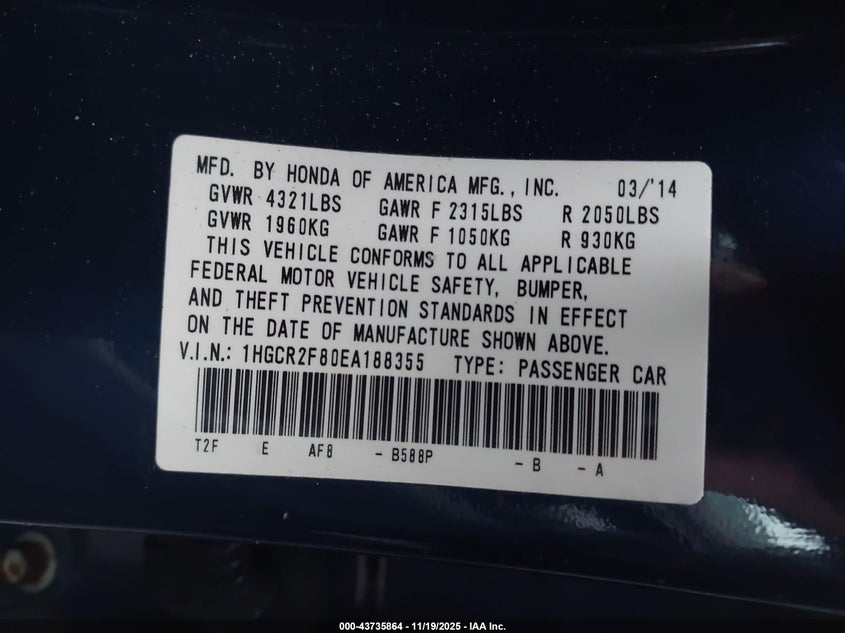 MFD. BY HONDA OF AMERICA MFG., INC. 03/'14
GVWR 4321LBS GAWR F 2315LBS R 2050LBS
GVWR 1960KG GAWR F 1050KG R 930KG
THIS VEHICLE CONFORMS TO ALL APPLICABLE
FEDERAL MOTOR VEHICLE SAFETY, BUMPER,
AND THEFT PREVENTION STANDARDS IN EFFECT
ON THE DATE OF MANUFACTURE SHOWN ABOVE.
V.I.N.: 1HGCR2F80EA188355 TYPE: PASSENGER CAR
T2F E AF8 - B588P - B - A
000-43735864 - 11/19/2025 - IAA Inc.